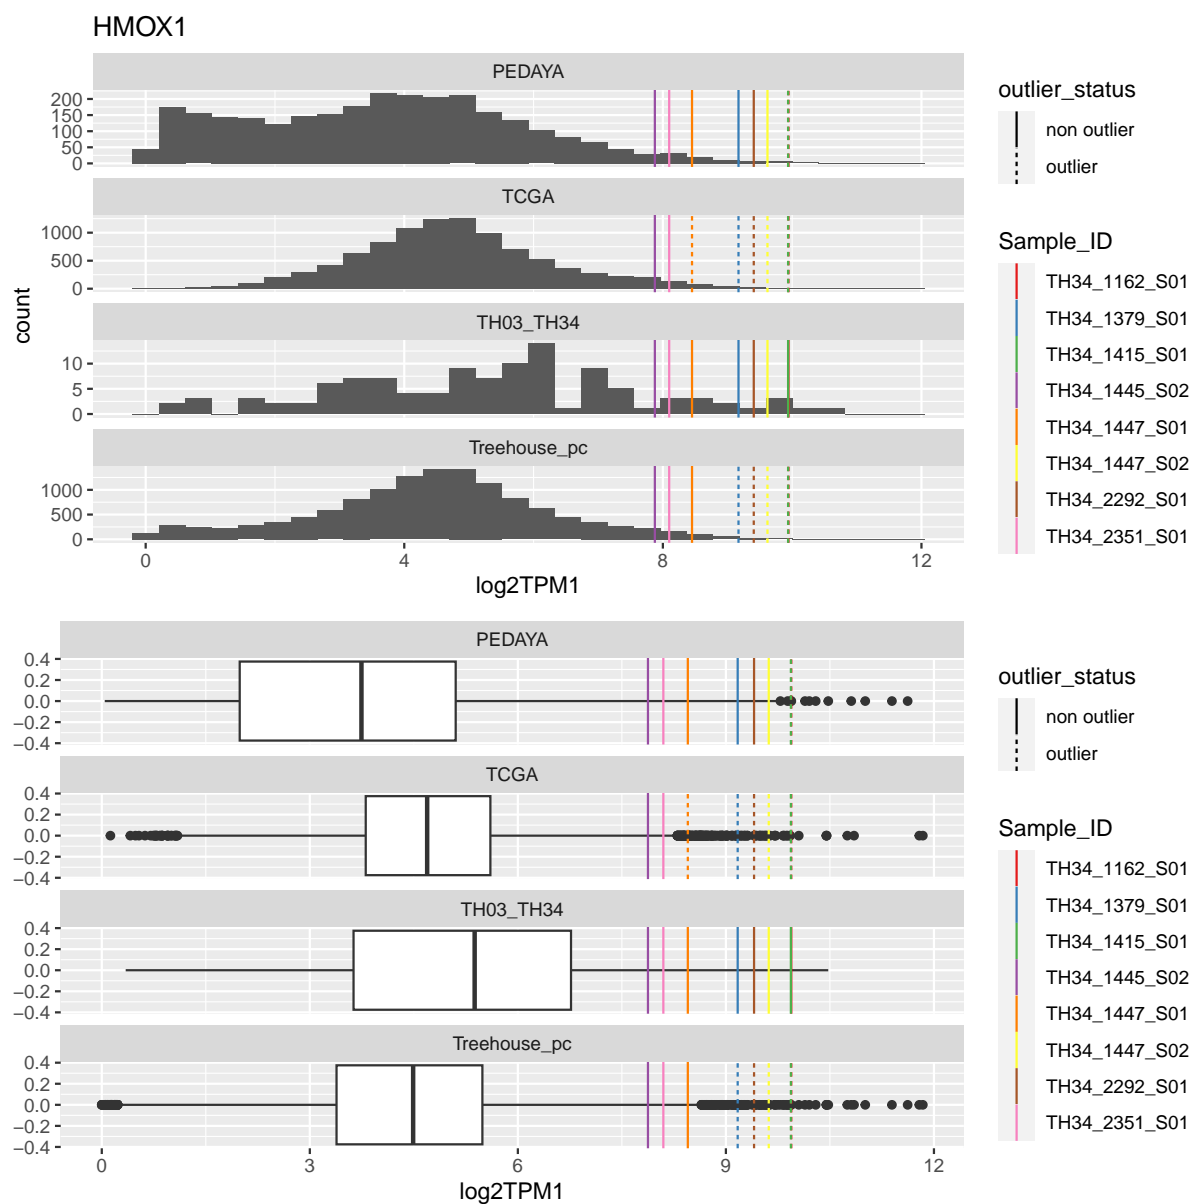 HMOX1
PEDAYA
200
150
100
50
0
TCGA
1000
500
0
TH03_TH34
10
5
0
Treehouse_pc
1000
500
0
0 4 8 12
log2TPM1
count
outlier_status
non outlier
outlier
Sample_ID
TH34_1162_S01
TH34_1379_S01
TH34_1415_S01
TH34_1445_S02
TH34_1447_S01
TH34_1447_S02
TH34_2292_S01
TH34_2351_S01
PEDAYA
0.4
0.2
0.0
−0.2
−0.4
TCGA
0.4
0.2
0.0
−0.2
−0.4
TH03_TH34
0.4
0.2
0.0
−0.2
−0.4
Treehouse_pc
0.4
0.2
0.0
−0.2
−0.4
0 3 6 9 12
log2TPM1
outlier_status
non outlier
outlier
Sample_ID
TH34_1162_S01
TH34_1379_S01
TH34_1415_S01
TH34_1445_S02
TH34_1447_S01
TH34_1447_S02
TH34_2292_S01
TH34_2351_S01